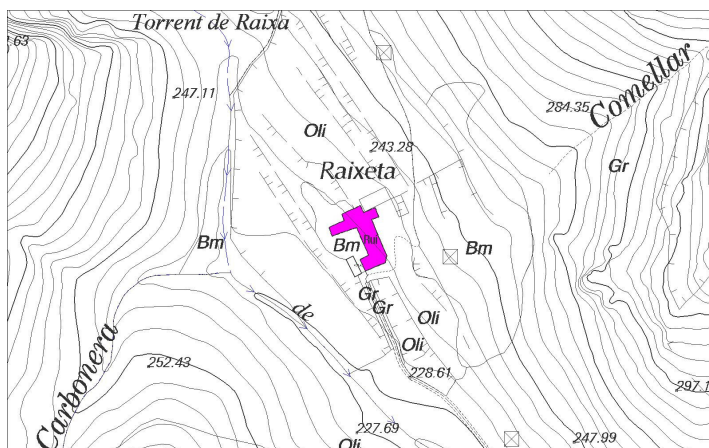 Torrent de Raixa
63
247.11
284.35
Comellar
Oli
243.28
Raixeta
Gr
Bm
Rui
Bm
Bm
Gr
Gr
de
Oli
Oli
Carbonera
252.43
228.61
227.69
297.1
247.99
Oli